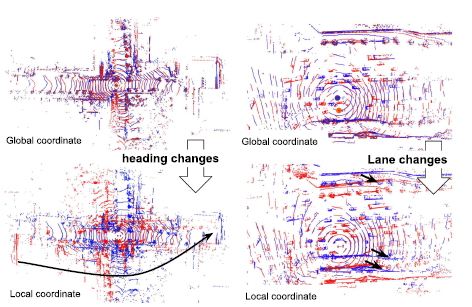 Global coordinate
Global coordinate
heading changes
Lane changes
Local coordinate
Local coordinate